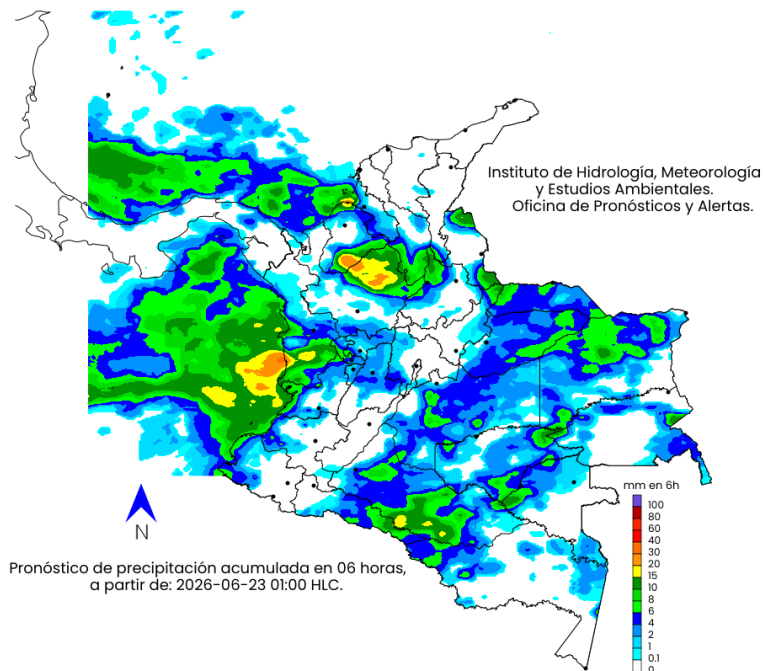 Instituto de Hidrología, Meteorología
y Estudios Ambientales.
Oficina de Pronósticos y Alertas.
mm en 6h
100
80
60
40
30
20
15
10
8
6
4
2
1
0.1
0
N
Pronóstico de precipitación acumulada en 06 horas,
a partir de: 2026-06-23 01:00 HLC.